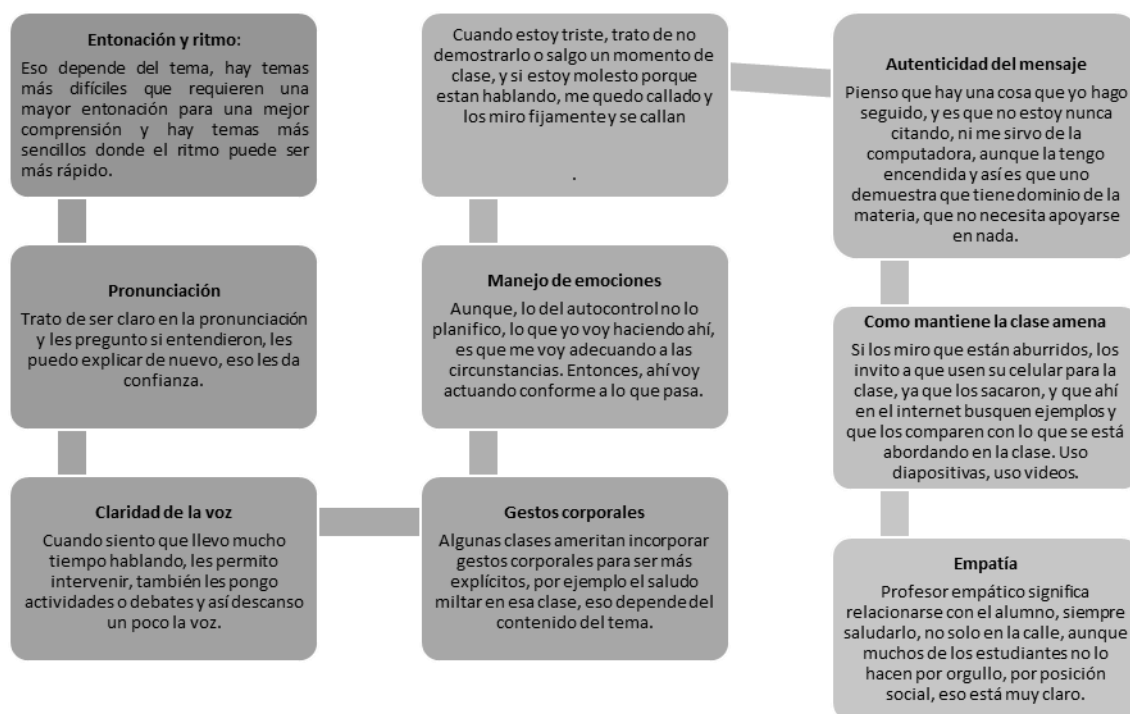 Entonación y ritmo:
Eso depende del tema, hay temas
más difíciles que requieren una
mayor entonación para una mejor
comprensión y hay temas más
sencillos donde el ritmo puede ser
más rápido.
Pronunciación
Trato de ser claro en la pronunciación
y les pregunto si entendieron, les
puedo explicar de nuevo, eso les da
confianza.
Claridad de la voz
Cuando siento que llevo mucho
tiempo hablando, les permito
intervenir, también les pongo
actividades o debates y así descanso
un poco la voz.
Gestos corporales
Algunas clases ameritan incorporar
gestos corporales para ser más
explícitos, por ejemplo el saludo
miltar en esa clase, eso depende del
contenido del tema.
Manejo de emociones
Aunque, lo del autocontrol no lo
planifico, lo que yo voy haciendo ahí,
es que me voy adecuando a las
circunstancias. Entonces, ahí voy
actuando conforme a lo que pasa.
Cuando estoy triste, trato de no
demostrarlo o salgo un momento de
clase, y si estoy molesto porque
estan hablando, me quedo callado y
los miro fijamente y se callan
.
Autenticidad del mensaje
Pienso que hay una cosa que yo hago
seguido, y es que no estoy nunca
citando, ni me sirvo de la
computadora, aunque la tengo
encendida y así es que uno
demuestra que tiene dominio de la
materia, que no necesita apoyarse
en nada.
Como mantiene la clase amena
Si los miro que están aburridos, los
invito a que usen su celular para la
clase, ya que los sacaron, y que ahí
en el internet busquen ejemplos y
que los comparen con lo que se está
abordando en la clase. Uso
diapositivas, uso videos.
Empatía
Profesor empático significa
relacionarse con el alumno, siempre
saludarlo, no solo en la calle, aunque
muchos de los estudiantes no lo
hacen por orgullo, por posición
social, eso está muy claro.